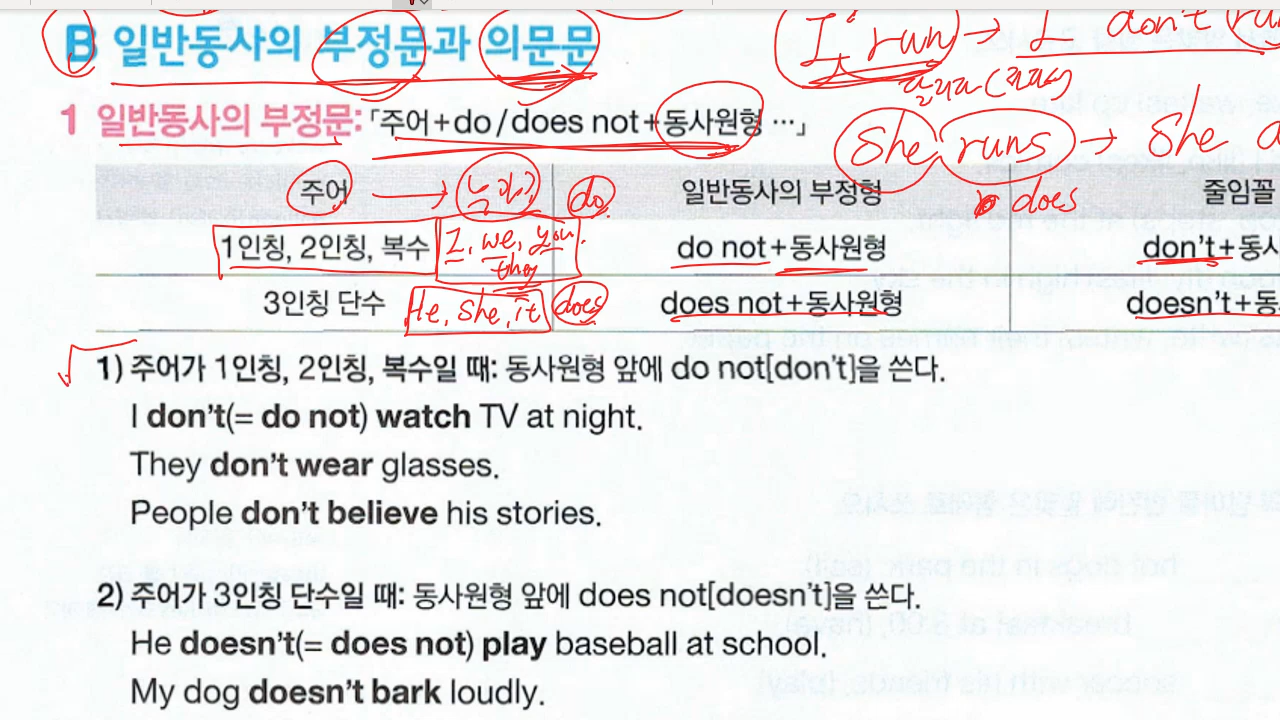 B 일반동사의 부정문과 의문문
I run → I don't run
1 일반동사의 부정문: 「주어+do/does not+동사원형 …」
She runs → She
주어 → do 일반동사의 부정형 does 줄임꼴
1인칭, 2인칭, 복수 I, we, you, they do not+동사원형 don't+동사
3인칭 단수 He, she, it does does not+동사원형 doesn't+동
1) 주어가 1인칭, 2인칭, 복수일 때: 동사원형 앞에 do not[don't]을 쓴다.
I don't(= do not) watch TV at night.
They don't wear glasses.
People don't believe his stories.
2) 주어가 3인칭 단수일 때: 동사원형 앞에 does not[doesn't]을 쓴다.
He doesn't(= does not) play baseball at school.
My dog doesn't bark loudly.